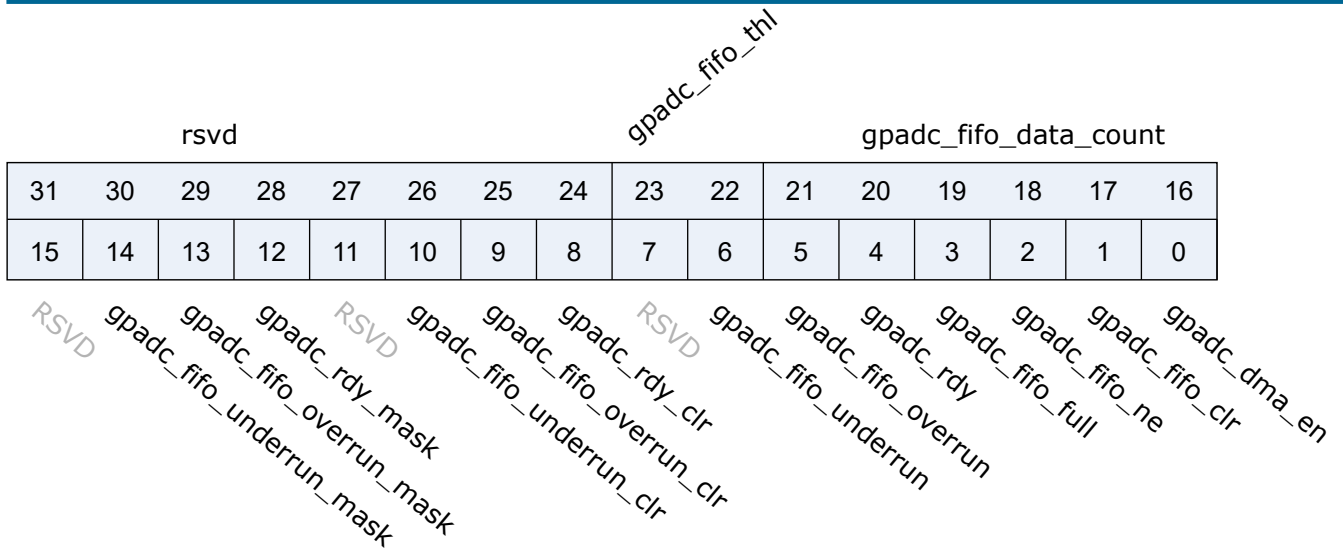 gpadc_fifo_thl
rsvd
gpadc_fifo_data_count
31 30 29 28 27 26 25 24 23 22 21 20 19 18 17 16
15 14 13 12 11 10 9 8 7 6 5 4 3 2 1 0
RSVD
gpadc_fifo_underrun_mask
gpadc_fifo_overrun_mask
gpadc_rdy_mask
RSVD
gpadc_fifo_underrun_clr
gpadc_fifo_overrun_clr
gpadc_rdy_clr
RSVD
gpadc_fifo_underrun
gpadc_fifo_overrun
gpadc_rdy
gpadc_fifo_full
gpadc_fifo_ne
gpadc_fifo_clr
gpadc_dma_en